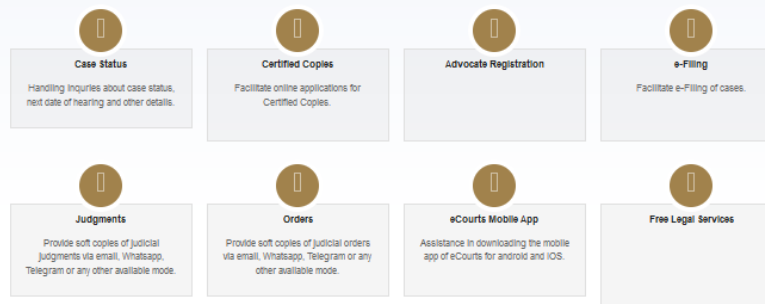 Case Status
Handling inquries about case status,
next date of hearing and other details.
Certified Copies
Facilitate online applications for
Certified Copies.
Advocate Registration
e-Filing
Facilitate e-Filing of cases.
Judgments
Provide soft copies of judicial
judgments via email, Whatsapp,
Telegram or any other available mode.
Orders
Provide soft copies of judicial orders
via email, Whatsapp, Telegram or any
other available mode.
eCourts Mobile App
Assistance in downloading the mobile
app of eCourts for android and iOS.
Free Legal Services